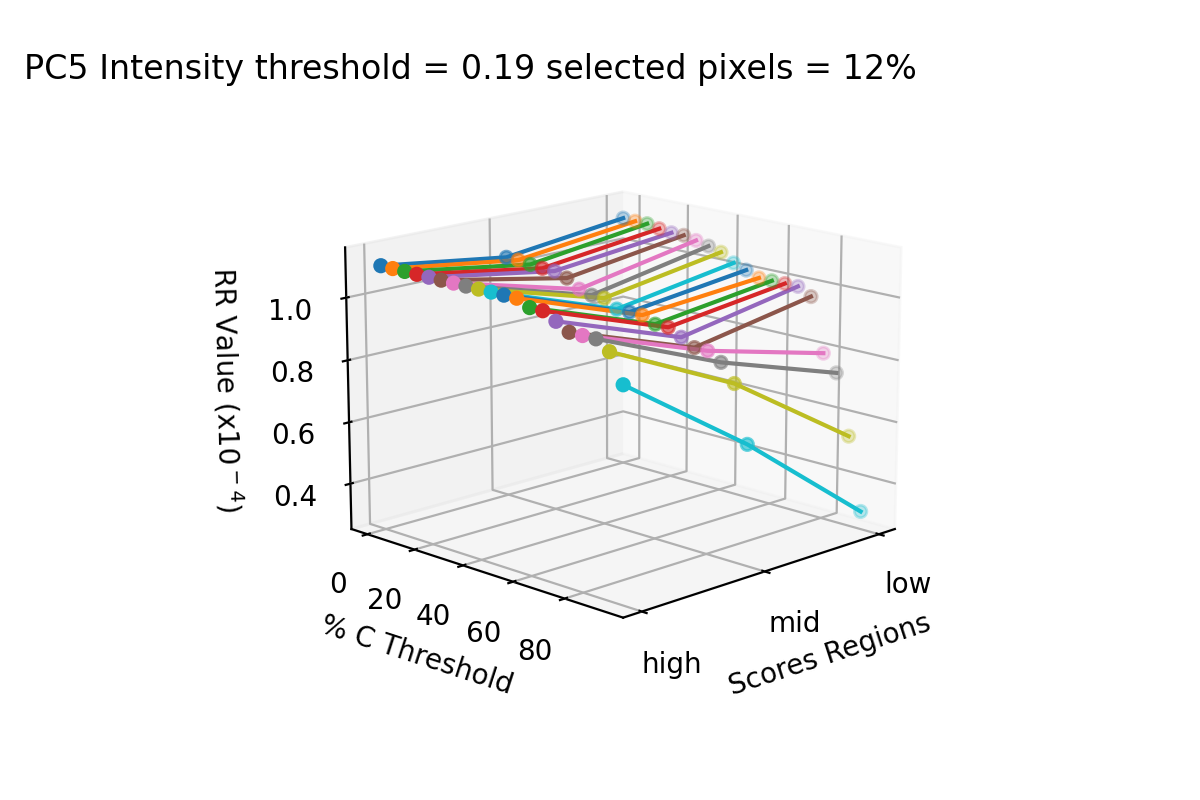 PC5 Intensity threshold = 0.19 selected pixels = 12%
RR Value (x10⁻⁴)
1.0
0.8
0.6
0.4
0
20
40
60
80
% C Threshold
high
mid
low
Scores Regions